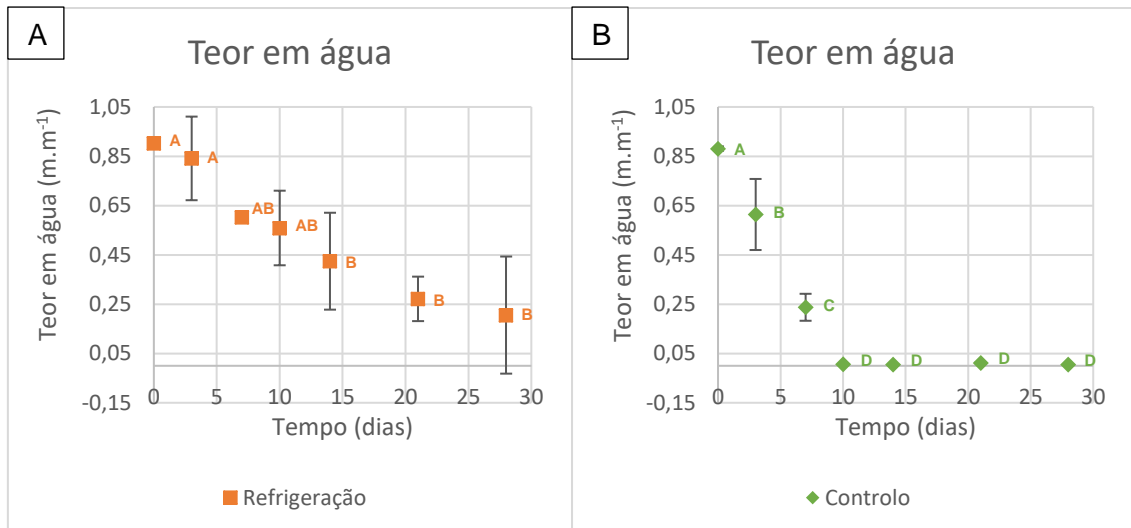 A
Teor em água
Teor em água (m.m-1)
1,05
0,85
0,65
0,45
0,25
0,05
-0,15
A
A
AB
AB
B
B
B
0 5 10 15 20 25 30
Tempo (dias)
Refrigeração
B
Teor em água
Teor em água (m.m-1)
1,05
0,85
0,65
0,45
0,25
0,05
-0,15
A
B
C
D
D
D
D
0 5 10 15 20 25 30
Tempo (dias)
Controlo